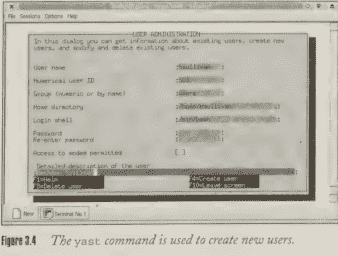 File Sessions Options Help
USER ADMINISTRATION
In this dialog you can get information about existing users, create new
users, and modify and delete existing users.
User name
Numerical user ID
Group (numeric or by name)
Home directory
Login shell
Password
Re-enter password
Access to modem permitted [ ]
Detailed description of the user
F1=Help F4=Create user
F5=Delete user F10=Leave screen
New Terminal No 1
Figure 3.4 The yast command is used to create new users.